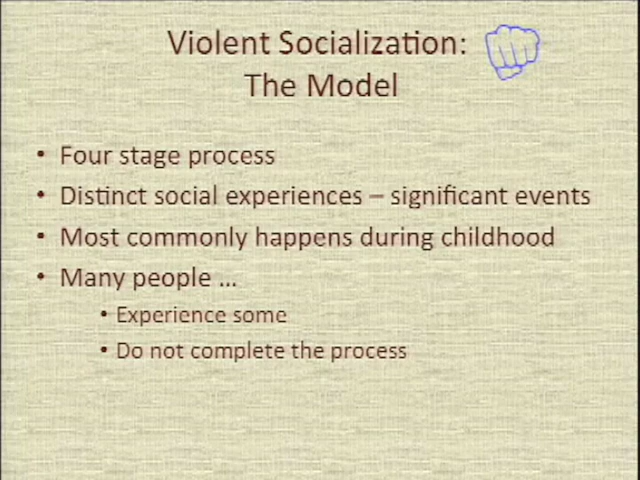 Violent Socialization:
The Model
• Four stage process
• Distinct social experiences – significant events
• Most commonly happens during childhood
• Many people ...
• Experience some
• Do not complete the process